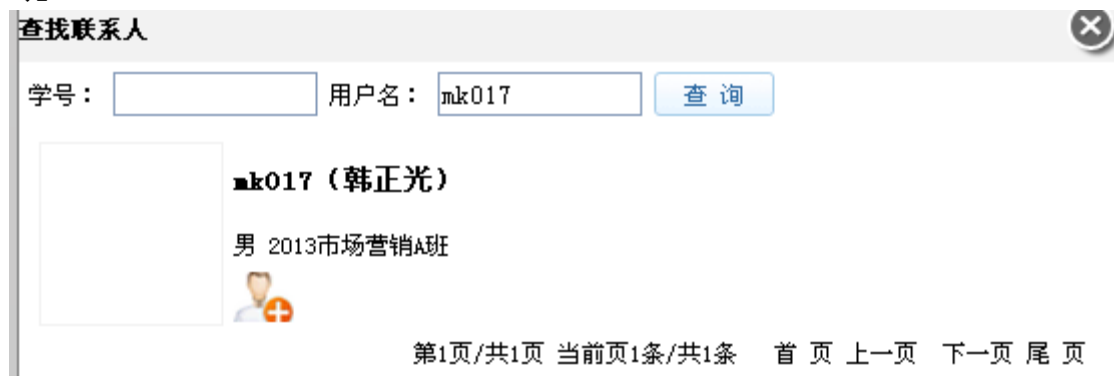 查找联系人
学号： 用户名： mk017 查 询
mk017（韩正光）
男 2013市场营销A班
第1页/共1页 当前页1条/共1条 首 页 上一页 下一页 尾 页